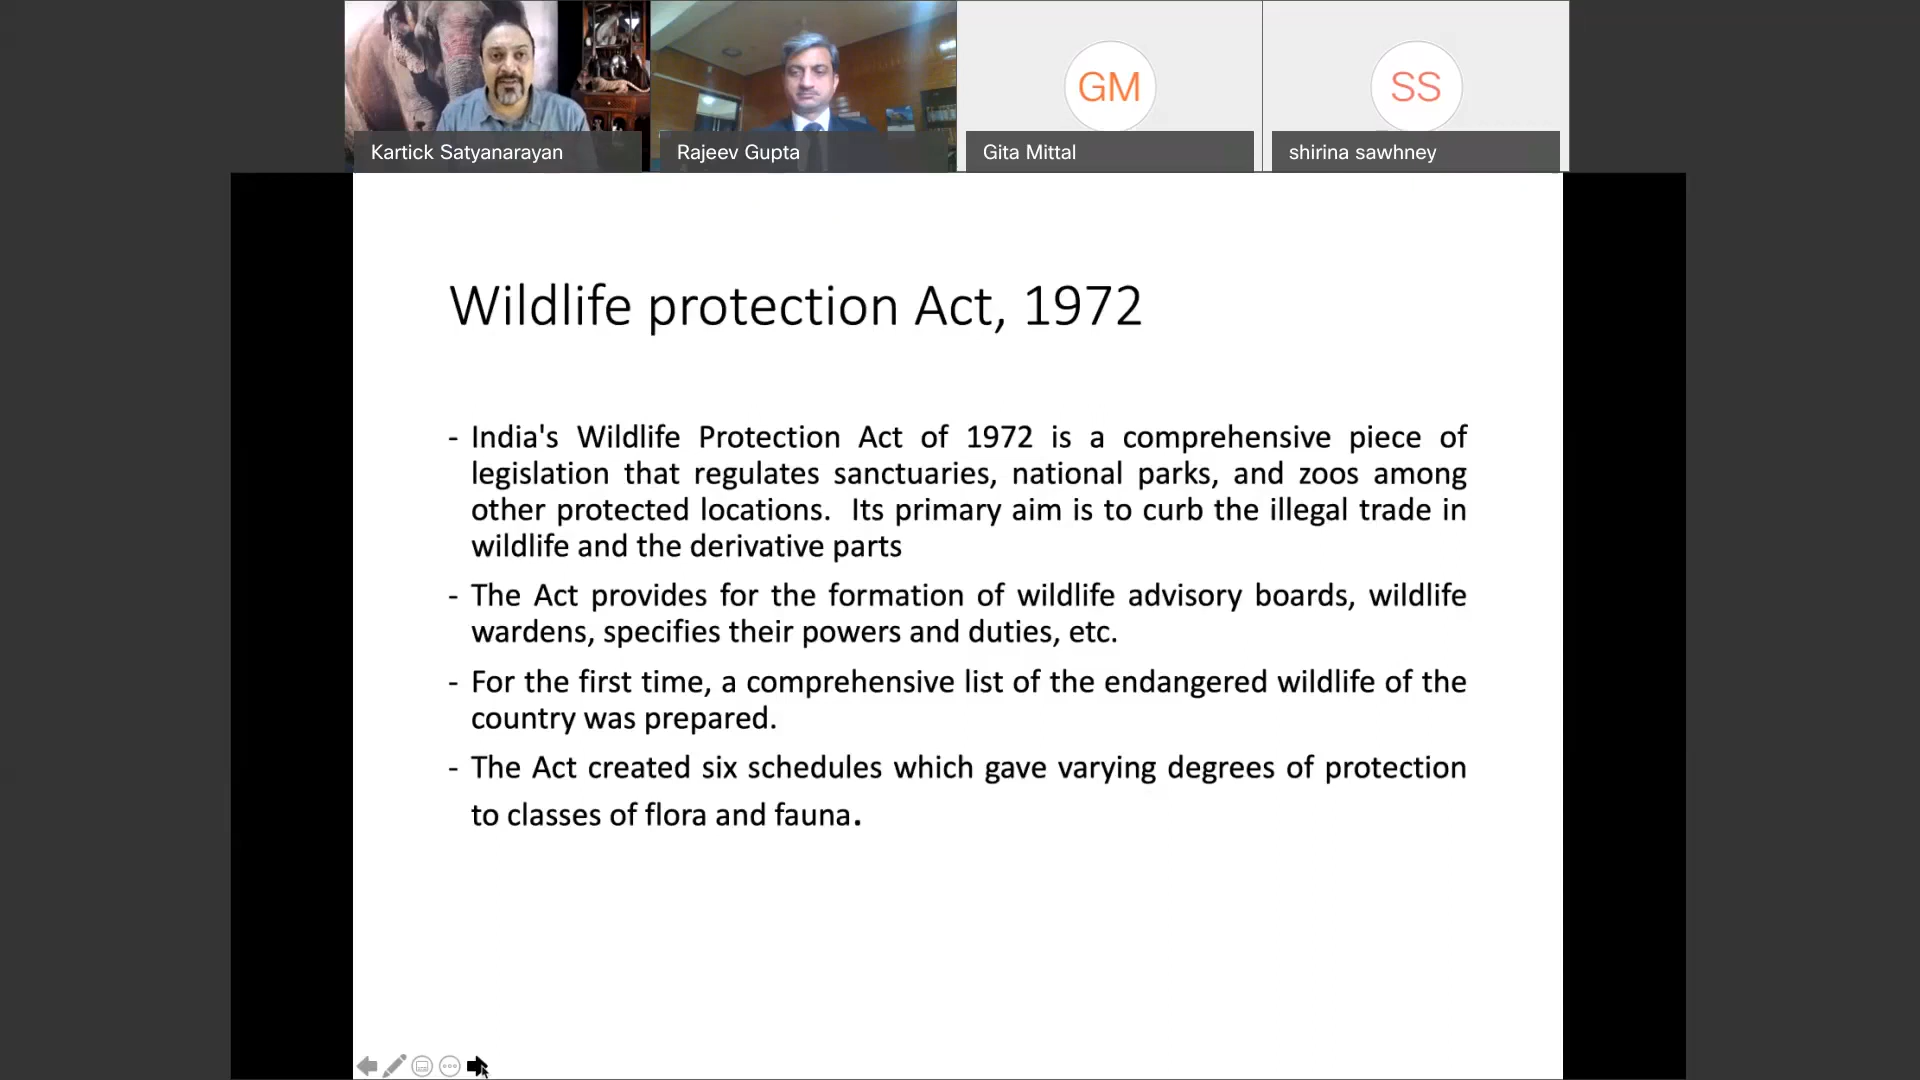 GM
SS
Kartick Satyanarayan
Rajeev Gupta
Gita Mittal
shirina sawhney
Wildlife protection Act, 1972
- India's Wildlife Protection Act of 1972 is a comprehensive piece of
legislation that regulates sanctuaries, national parks, and zoos among
other protected locations. Its primary aim is to curb the illegal trade in
wildlife and the derivative parts
- The Act provides for the formation of wildlife advisory boards, wildlife
wardens, specifies their powers and duties, etc.
- For the first time, a comprehensive list of the endangered wildlife of the
country was prepared.
- The Act created six schedules which gave varying degrees of protection
to classes of flora and fauna.